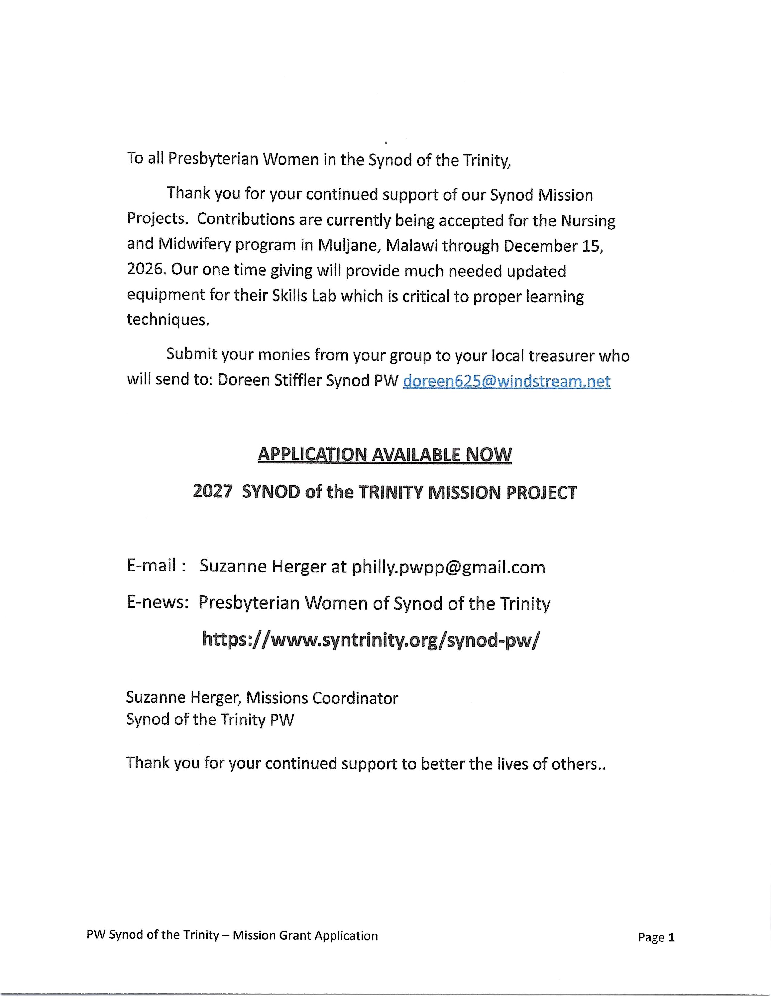 To all Presbyterian Women in the Synod of the Trinity,
Thank you for your continued support of our Synod Mission
Projects.  Contributions are currently being accepted for the Nursing
and Midwifery program in Muljane, Malawi through December 15,
2026. Our one time giving will provide much needed updated
equipment for their Skills Lab which is critical to proper learning
techniques.
Submit your monies from your group to your local treasurer who
will send to: Doreen Stiffler Synod PW doreen625@windstream.net
APPLICATION AVAILABLE NOW
2027  SYNOD of the TRINITY MISSION PROJECT
E-mail :   Suzanne Herger at philly.pwpp@gmail.com
E-news:  Presbyterian Women of Synod of the Trinity
https://www.syntrinity.org/synod-pw/
Suzanne Herger, Missions Coordinator
Synod of the Trinity PW
Thank you for your continued support to better the lives of others..
PW Synod of the Trinity – Mission Grant Application Page 1